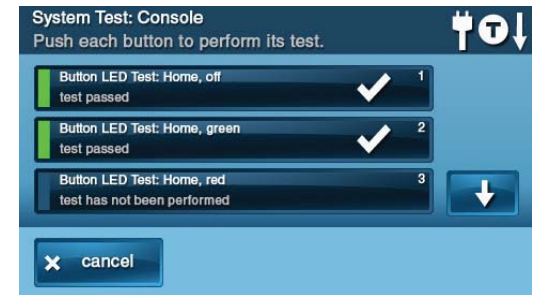 System Test: Console
Push each button to perform its test.
T
Button LED Test: Home, off
1
test passed
Button LED Test: Home, green
2
test passed
Button LED Test: Home, red
3
test has not been performed
cancel